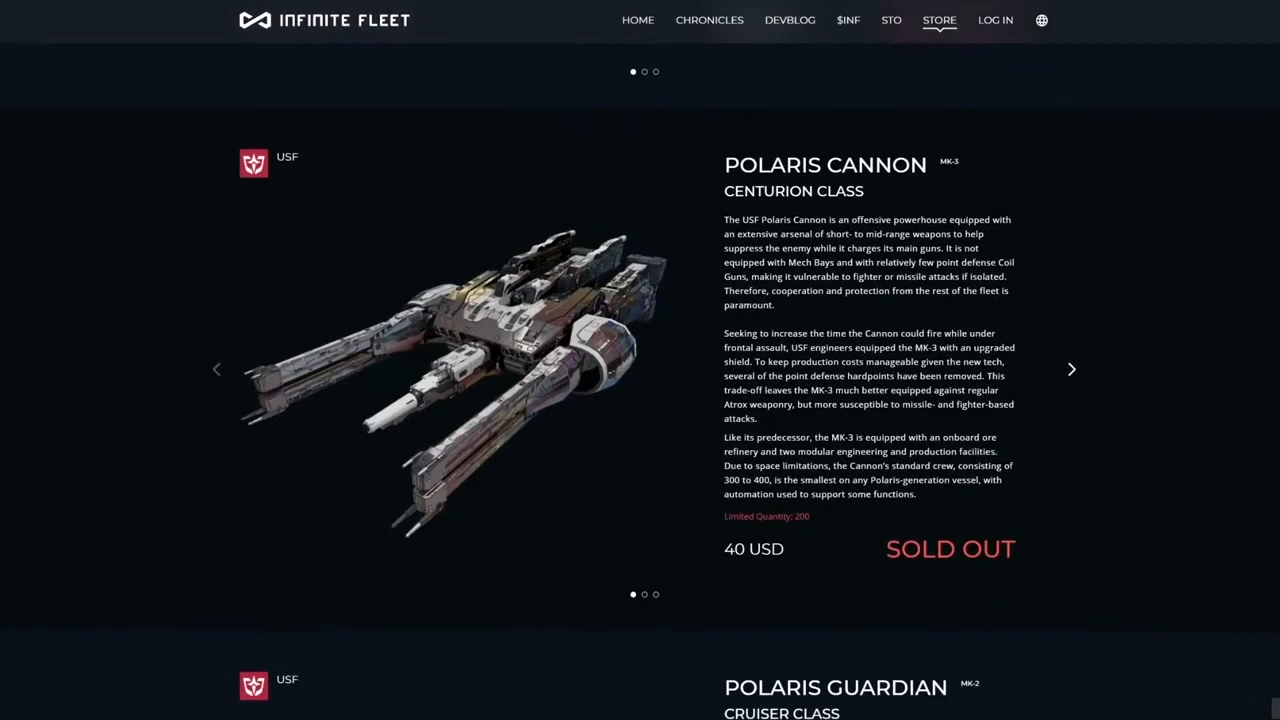 INFINITE FLEET
HOME CHRONICLES DEVBLOG $INF STO STORE LOG IN
USF
POLARIS CANNON MK-3
CENTURION CLASS
The USF Polaris Cannon is an offensive powerhouse equipped with
an extensive arsenal of short- to mid-range weapons to help
suppress the enemy while it charges its main guns. It is not
equipped with Mech Bays and with relatively few point defense Coil
Guns, making it vulnerable to fighter or missile attacks if isolated.
Therefore, cooperation and protection from the rest of the fleet is
paramount.
Seeking to increase the time the Cannon could fire while under
frontal assault, USF engineers equipped the MK-3 with an upgraded
shield. To keep production costs manageable given the new tech,
several of the point defense hardpoints have been removed. This
trade-off leaves the MK-3 much better equipped against regular
Atrox weaponry, but more susceptible to missile- and fighter-based
attacks.
Like its predecessor, the MK-3 is equipped with an onboard ore
refinery and two modular engineering and production facilities.
Due to space limitations, the Cannon's standard crew, consisting of
300 to 400, is the smallest on any Polaris-generation vessel, with
automation used to support some functions.
Limited Quantity: 200
40 USD SOLD OUT
USF
POLARIS GUARDIAN MK-2
CRUISER CLASS